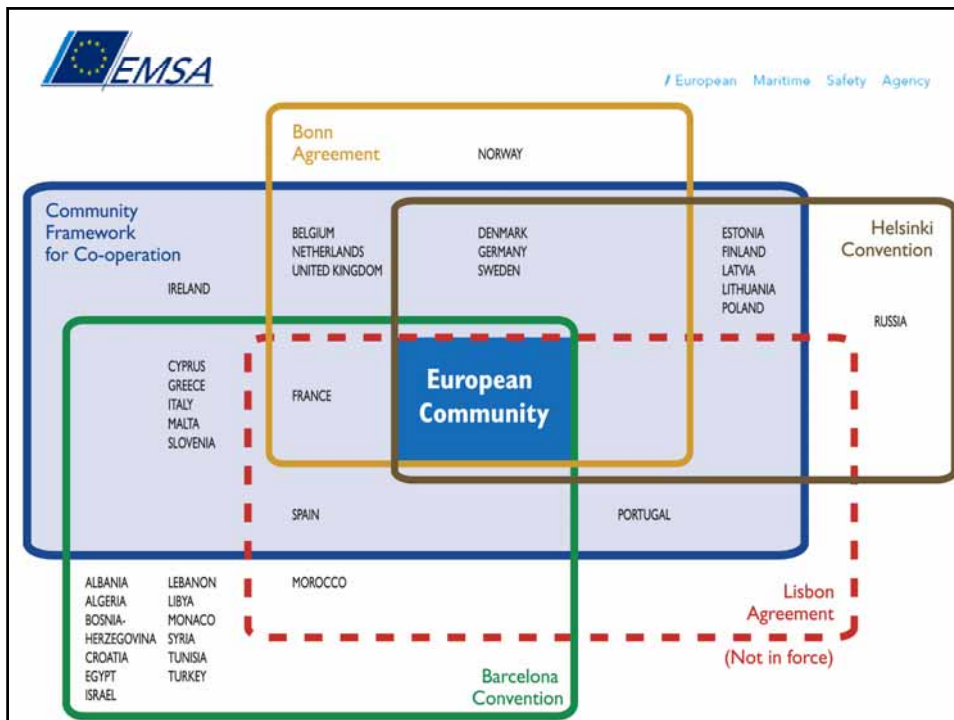 EMSA
/ European Maritime Safety Agency
Bonn
Agreement
NORWAY
Community
Framework
for Co-operation
BELGIUM
NETHERLANDS
UNITED KINGDOM
DENMARK
GERMANY
SWEDEN
ESTONIA
FINLAND
LATVIA
LITHUANIA
POLAND
Helsinki
Convention
IRELAND
RUSSIA
CYPRUS
GREECE
ITALY
MALTA
SLOVENIA
FRANCE
European
Community
SPAIN
PORTUGAL
ALBANIA
ALGERIA
BOSNIA-
HERZEGOVINA
CROATIA
EGYPT
ISRAEL
LEBANON
LIBYA
MONACO
SYRIA
TUNISIA
TURKEY
MOROCCO
Lisbon
Agreement
(Not in force)
Barcelona
Convention